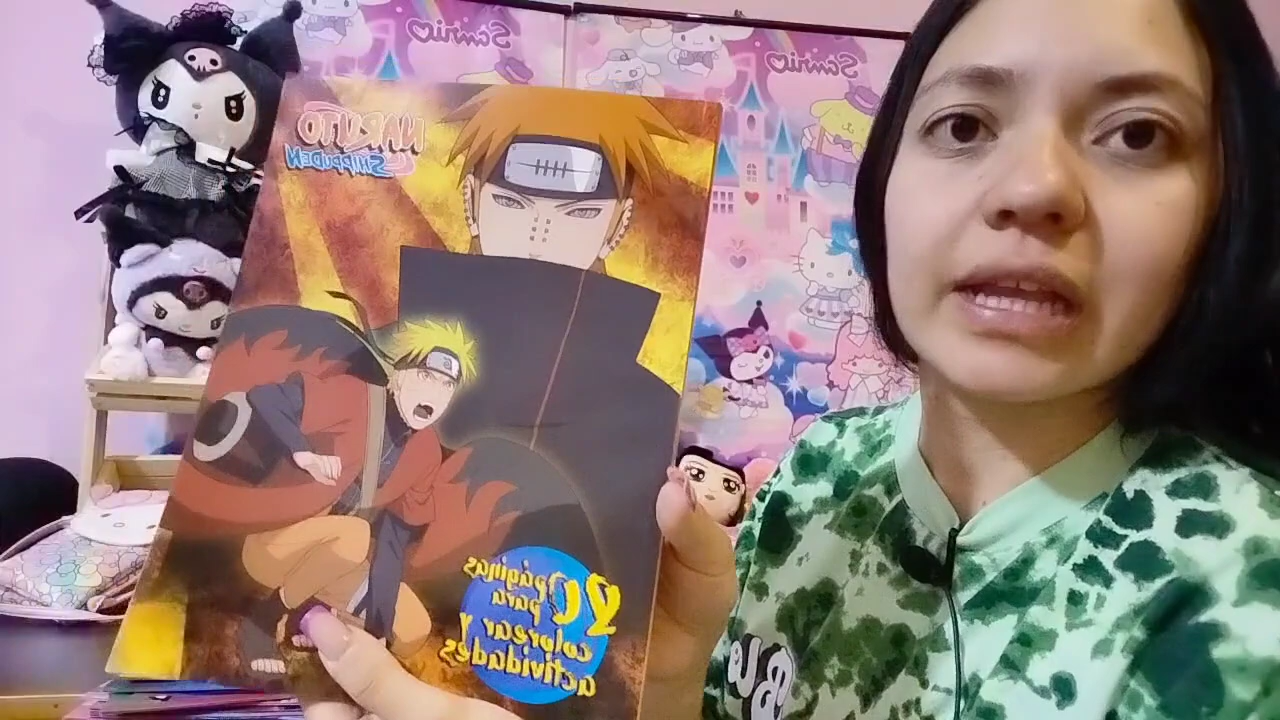 Sanrio
Sanrio
NARUTO
SHIPPUDEN
20 páginas
para
colorear y
actividades